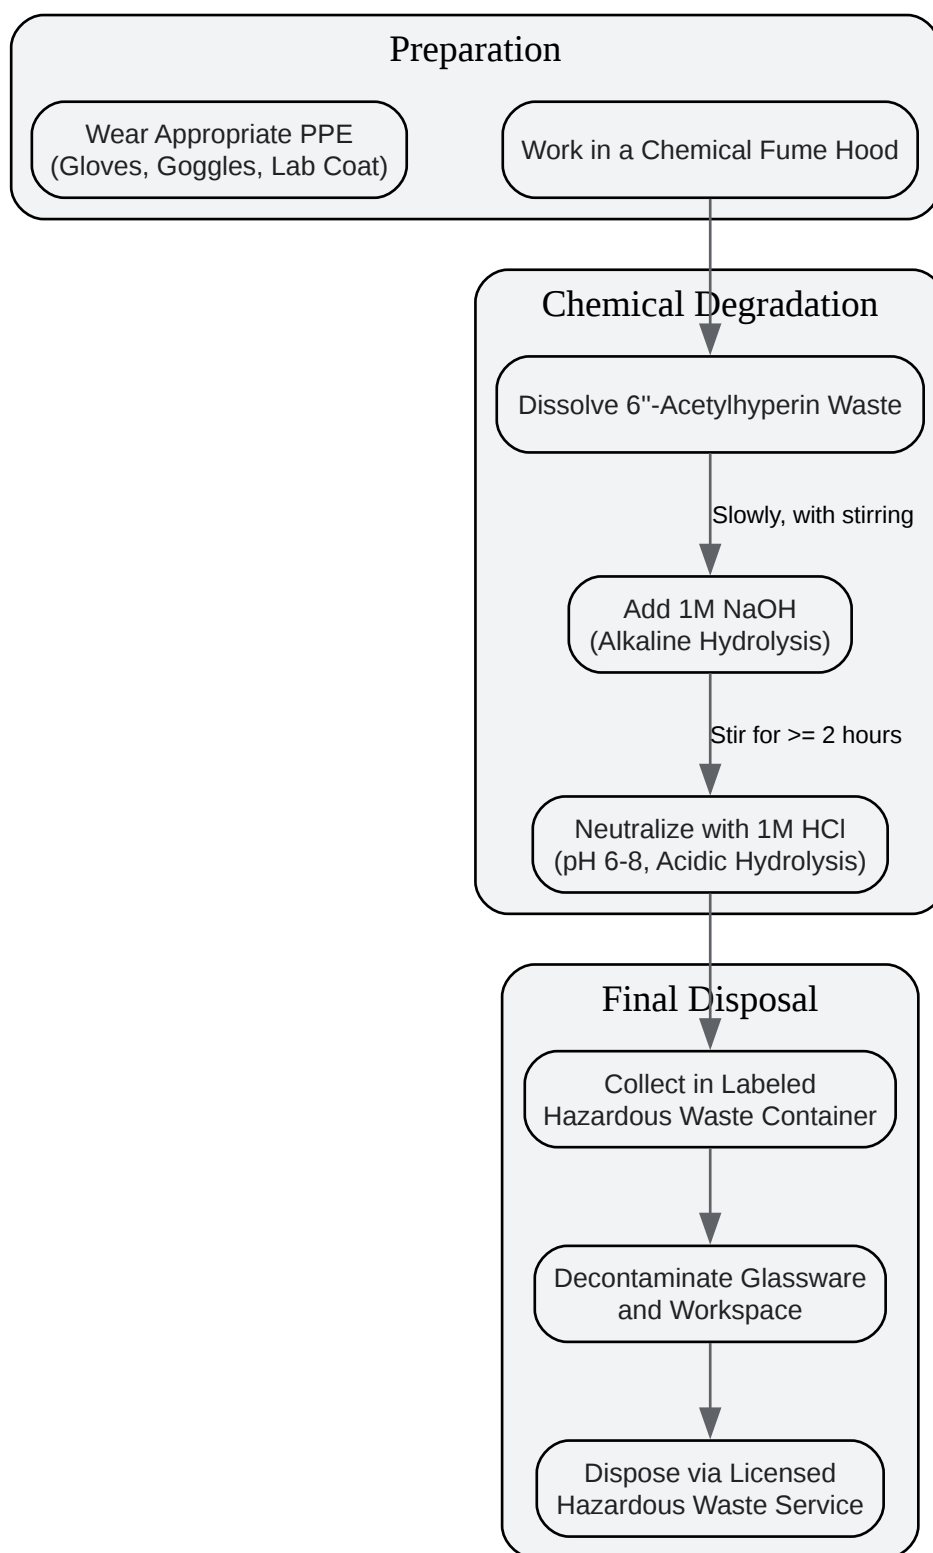 Preparation
Wear Appropriate PPE
(Gloves, Goggles, Lab Coat)
Work in a Chemical Fume Hood
Chemical Degradation
Dissolve 6"-Acetylhyperin Waste
Slowly, with stirring
Add 1M NaOH
(Alkaline Hydrolysis)
Stir for >= 2 hours
Neutralize with 1M HCl
(pH 6-8, Acidic Hydrolysis)
Final Disposal
Collect in Labeled
Hazardous Waste Container
Decontaminate Glassware
and Workspace
Dispose via Licensed
Hazardous Waste Service